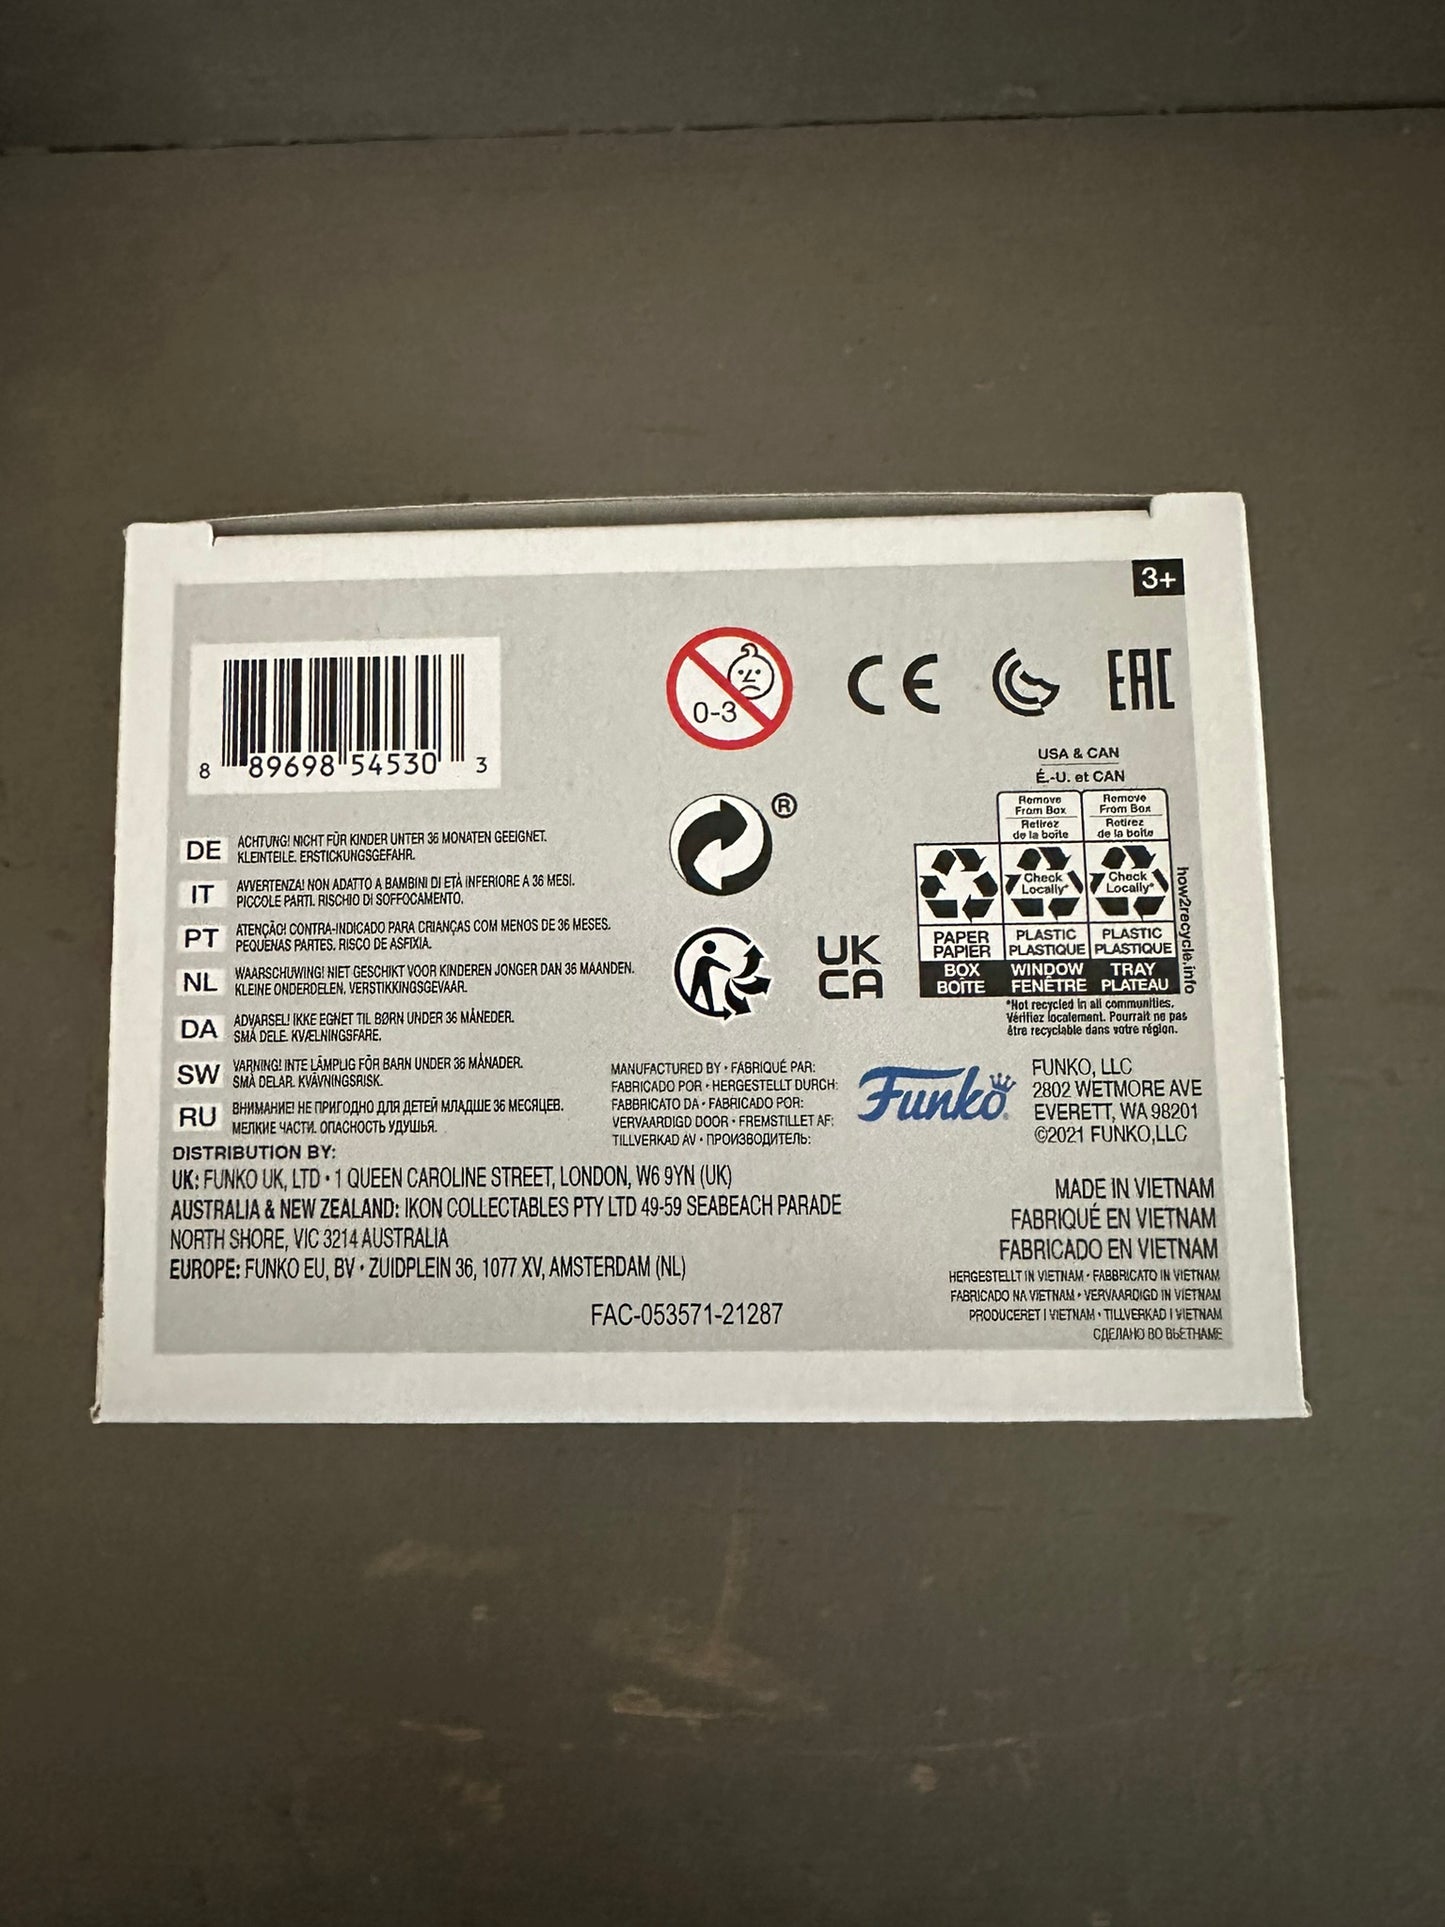 3+
8 89698 54530 3
0-3
CE
EAC
USA & CAN
É.-U. et CAN
Remove
From Box
Retirez
de la boîte
Remove
From Box
Retirez
de la boîte
Check
Locally*
Check
Locally*
PAPER
PAPIER
PLASTIC
PLASTIQUE
PLASTIC
PLASTIQUE
BOX
BOÎTE
WINDOW
FENÊTRE
TRAY
PLATEAU
how2recycle.info
*Not recycled in all communities.
Vérifiez localement. Pourrait ne pas
être recyclable dans votre région.
®
UK
CA
DE ACHTUNG! NICHT FÜR KINDER UNTER 36 MONATEN GEEIGNET.
KLEINTEILE. ERSTICKUNGSGEFAHR.
IT AVVERTENZA! NON ADATTO A BAMBINI DI ETÀ INFERIORE A 36 MESI.
PICCOLE PARTI. RISCHIO DI SOFFOCAMENTO.
PT ATENÇÃO! CONTRA-INDICADO PARA CRIANÇAS COM MENOS DE 36 MESES.
PEQUENAS PARTES. RISCO DE ASFIXIA.
NL WAARSCHUWING! NIET GESCHIKT VOOR KINDEREN JONGER DAN 36 MAANDEN.
KLEINE ONDERDELEN. VERSTIKKINGSGEVAAR.
DA ADVARSEL! IKKE EGNET TIL BØRN UNDER 36 MÅNEDER.
SMÅ DELE. KVÆLNINGSFARE.
SW VARNING! INTE LÄMPLIG FÖR BARN UNDER 36 MÅNADER.
SMÅ DELAR. KVÄVNINGSRISK.
RU ВНИМАНИЕ! НЕ ПРИГОДНО ДЛЯ ДЕТЕЙ МЛАДШЕ 36 МЕСЯЦЕВ.
МЕЛКИЕ ЧАСТИ. ОПАСНОСТЬ УДУШЬЯ.
MANUFACTURED BY • FABRIQUÉ PAR:
FABRICADO POR • HERGESTELLT DURCH:
FABBRICATO DA • FABRICADO POR:
VERVAARDIGD DOOR • FREMSTILLET AF:
TILLVERKAD AV • ПРОИЗВОДИТЕЛЬ:
Funko
FUNKO, LLC
2802 WETMORE AVE
EVERETT, WA 98201
©2021 FUNKO,LLC
DISTRIBUTION BY:
UK: FUNKO UK, LTD • 1 QUEEN CAROLINE STREET, LONDON, W6 9YN (UK)
AUSTRALIA & NEW ZEALAND: IKON COLLECTABLES PTY LTD 49-59 SEABEACH PARADE
NORTH SHORE, VIC 3214 AUSTRALIA
EUROPE: FUNKO EU, BV • ZUIDPLEIN 36, 1077 XV, AMSTERDAM (NL)
FAC-053571-21287
MADE IN VIETNAM
FABRIQUÉ EN VIETNAM
FABRICADO EN VIETNAM
HERGESTELLT IN VIETNAM • FABBRICATO IN VIETNAM
FABRICADO NA VIETNAM • VERVAARDIGD IN VIETNAM
PRODUCERET I VIETNAM • TILLVERKAD I VIETNAM
СДЕЛАНО ВО ВЬЕТНАМЕ